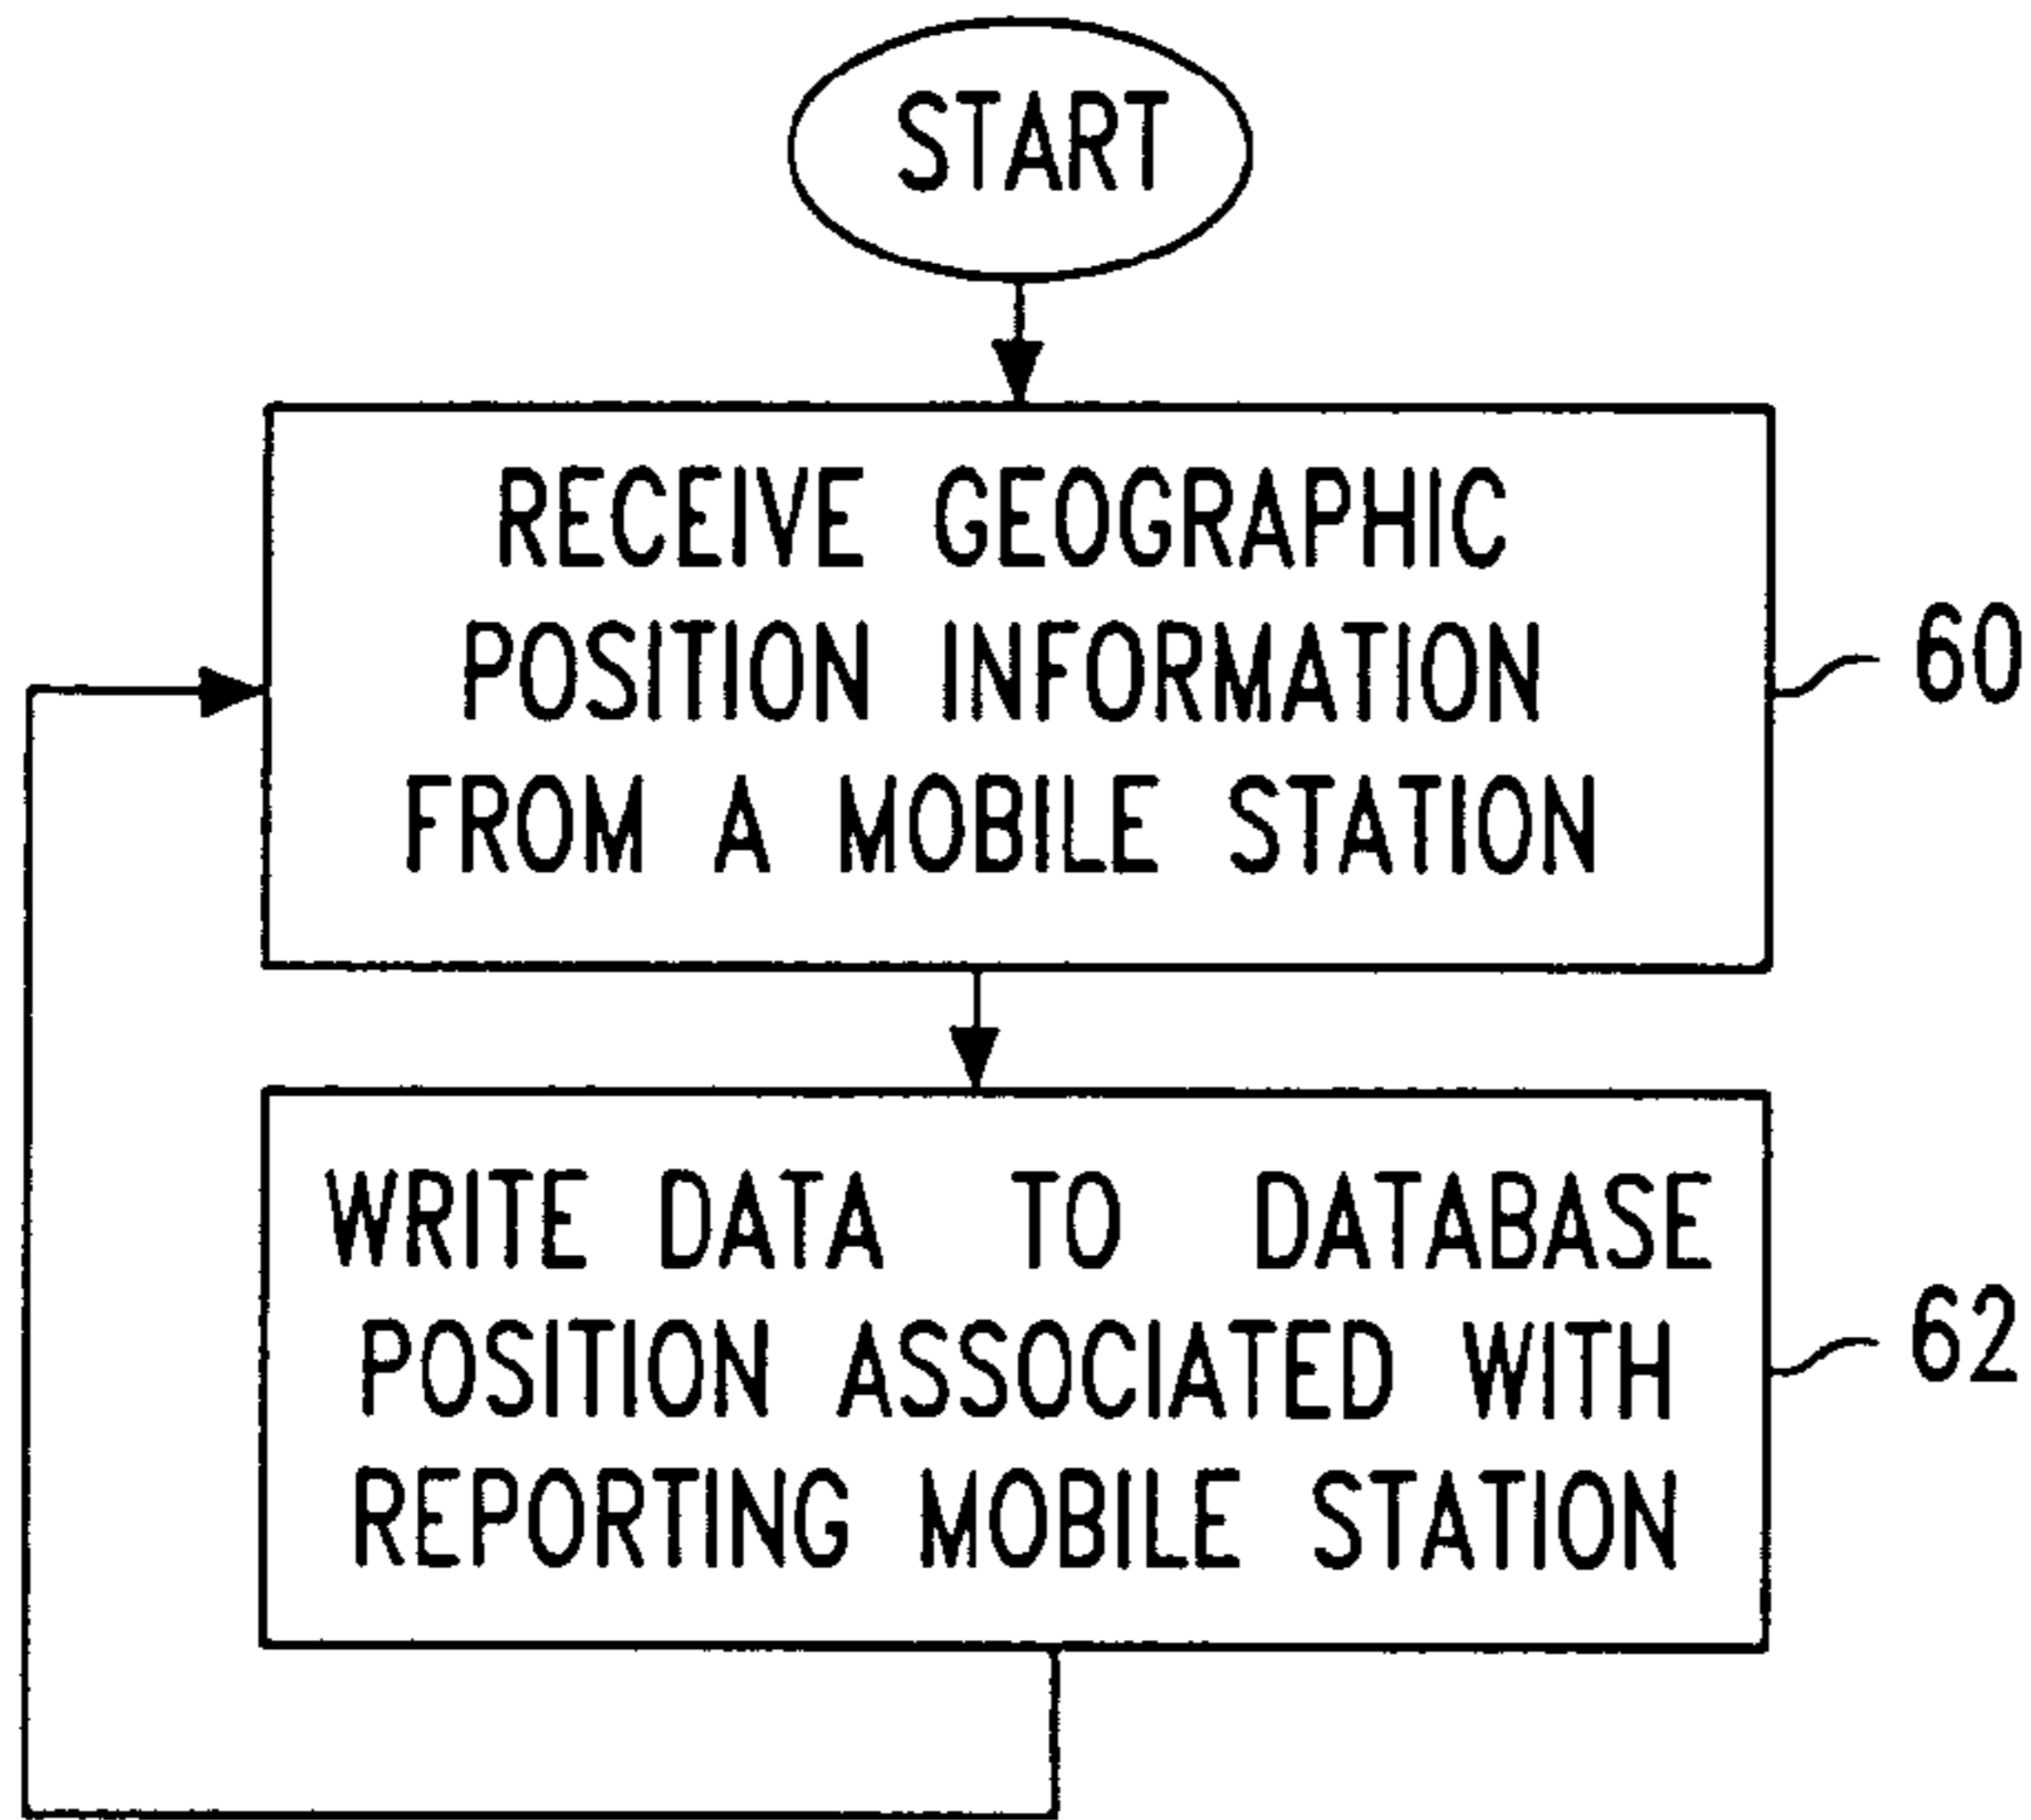 START
RECEIVE GEOGRAPHIC
POSITION INFORMATION
FROM A MOBILE STATION
60
WRITE DATA TO DATABASE
POSITION ASSOCIATED WITH
REPORTING MOBILE STATION
62